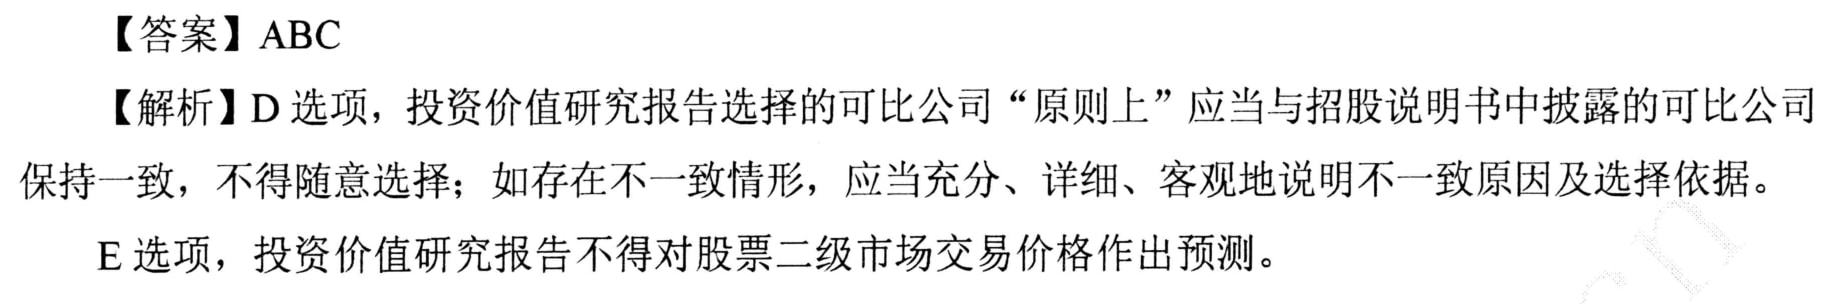 【答案】ABC
【解析】D 选项，投资价值研究报告选择的可比公司“原则上”应当与招股说明书中披露的可比公司
保持一致，不得随意选择；如存在不一致情形，应当充分、详细、客观地说明不一致原因及选择依据。
E 选项，投资价值研究报告不得对股票二级市场交易价格作出预测。